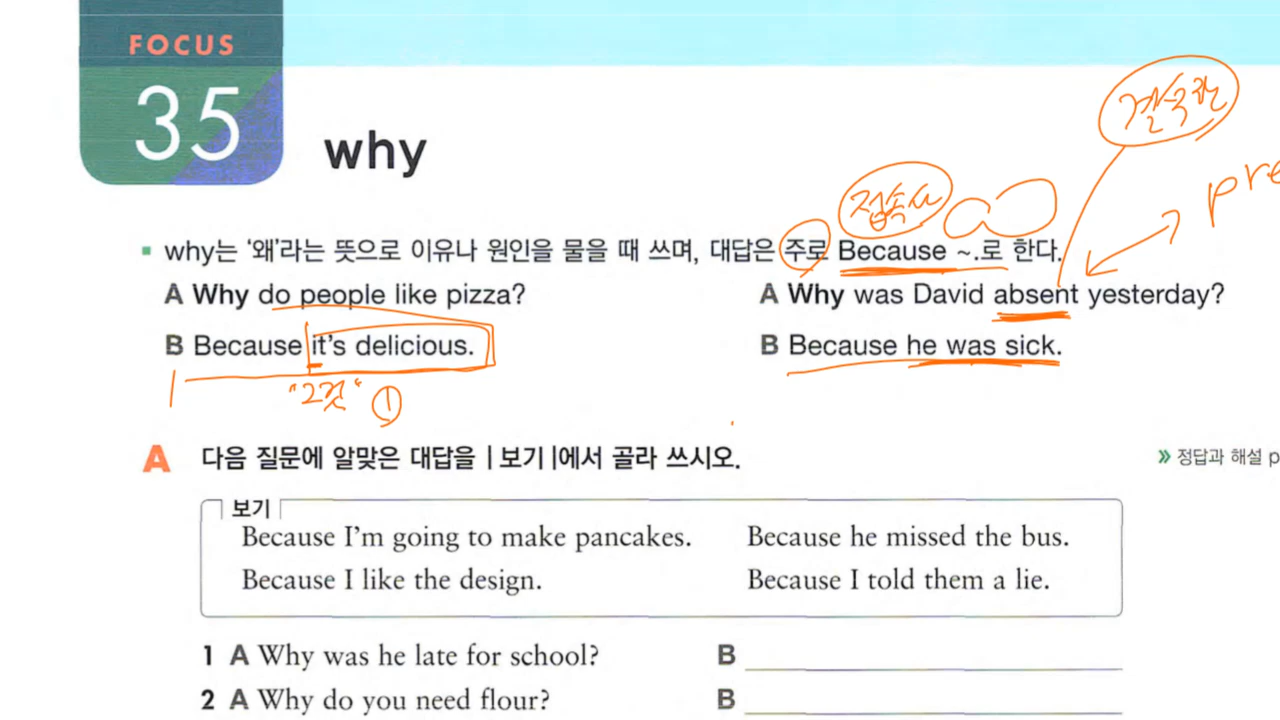 FOCUS
35
why
결속한
접속사
pre
▪ why는 '왜'라는 뜻으로 이유나 원인을 물을 때 쓰며, 대답은 주로 Because ~.로 한다.
A Why do people like pizza?
A Why was David absent yesterday?
B Because it's delicious.
B Because he was sick.
"그것" ①
A 다음 질문에 알맞은 대답을 |보기|에서 골라 쓰시오.
» 정답과 해설 p
보기
Because I'm going to make pancakes.
Because he missed the bus.
Because I like the design.
Because I told them a lie.
1 A Why was he late for school?
B
2 A Why do you need flour?
B